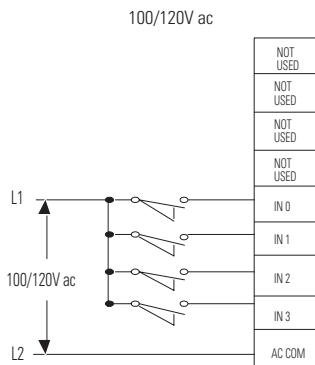 100/120V ac
NOT
USED
NOT
USED
NOT
USED
NOT
USED
L1
IN 0
IN 1
100/120V ac
IN 2
IN 3
L2
AC COM